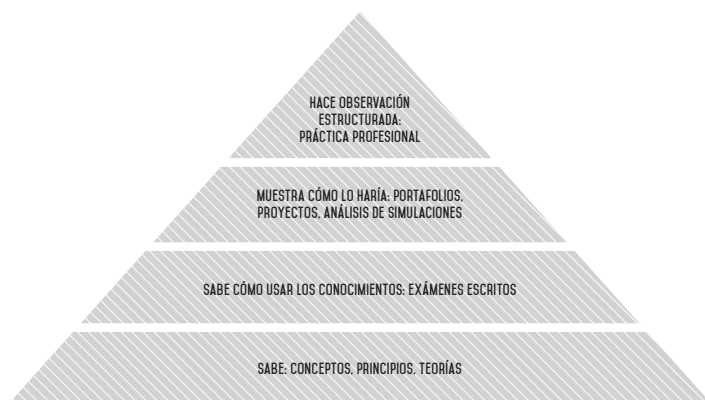 HACE OBSERVACIÓN
ESTRUCTURADA:
PRÁCTICA PROFESIONAL
MUESTRA CÓMO LO HARÍA: PORTAFOLIOS,
PROYECTOS, ANÁLISIS DE SIMULACIONES
SABE CÓMO USAR LOS CONOCIMIENTOS: EXÁMENES ESCRITOS
SABE: CONCEPTOS, PRINCIPIOS, TEORÍAS